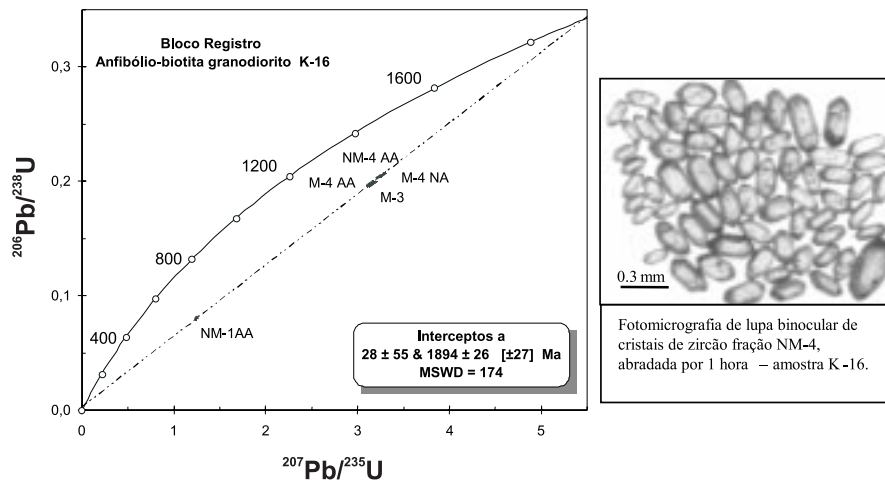 Bloco Registro
Anfibólio-biotita granodiorito K-16
206Pb/238U
0,3
0,2
0,1
0,0
1600
1200
800
400
NM-4 AA
M-4 AA
M-4 NA
M-3
NM-1AA
Interceptos a
28 ± 55 & 1894 ± 26 [±27] Ma
MSWD = 174
0
1
2
3
4
5
207Pb/235U
0.3 mm
Fotomicrografia de lupa binocular de
cristais de zircão fração NM-4,
abradada por 1 hora – amostra K-16.